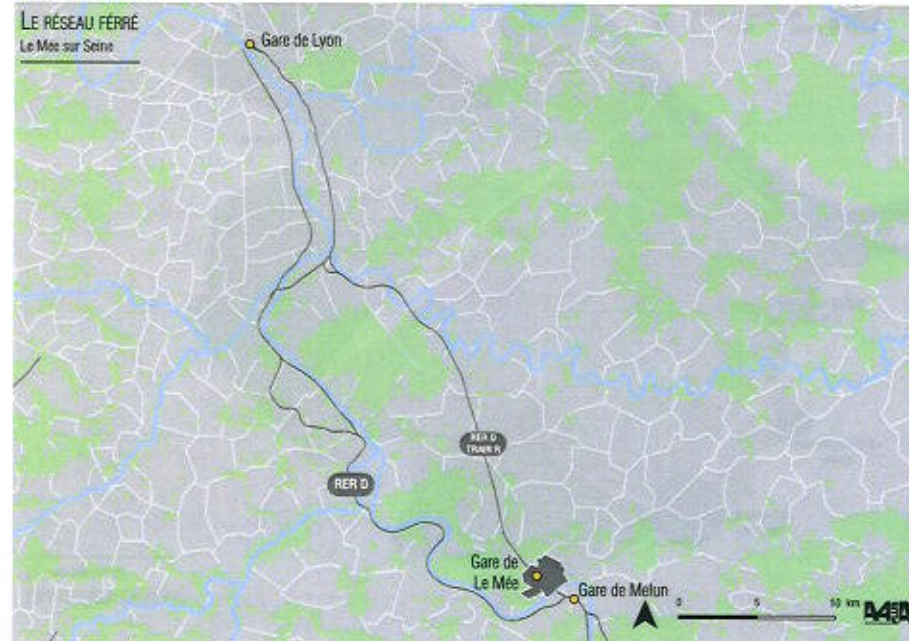 LE RÉSEAU FÉRRÉ
Le Mée sur Seine
Gare de Lyon
RER D
TRAIN R
RER D
Gare de
Le Mée
Gare de Melun
0 5 10 km